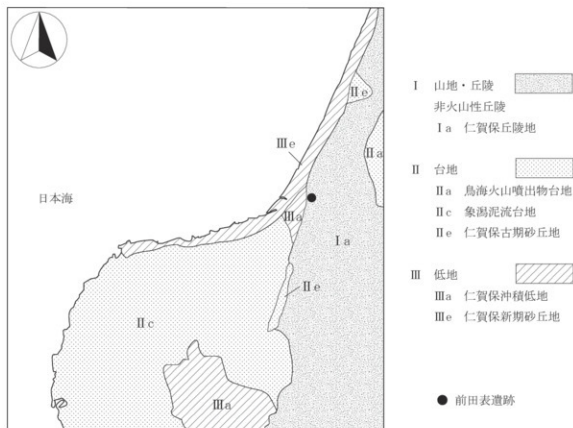 日本海
Ⅱe
Ⅱa
Ⅲe
Ⅲa
Ⅰa
Ⅱe
Ⅱc
Ⅲa
Ⅰ 山地・丘陵
非火山性丘陵
Ⅰa 仁賀保丘陵地
Ⅱ 台地
Ⅱa 鳥海火山噴出物台地
Ⅱc 象潟泥流台地
Ⅱe 仁賀保古期砂丘地
Ⅲ 低地
Ⅲa 仁賀保沖積低地
Ⅲe 仁賀保新期砂丘地
● 前田表遺跡